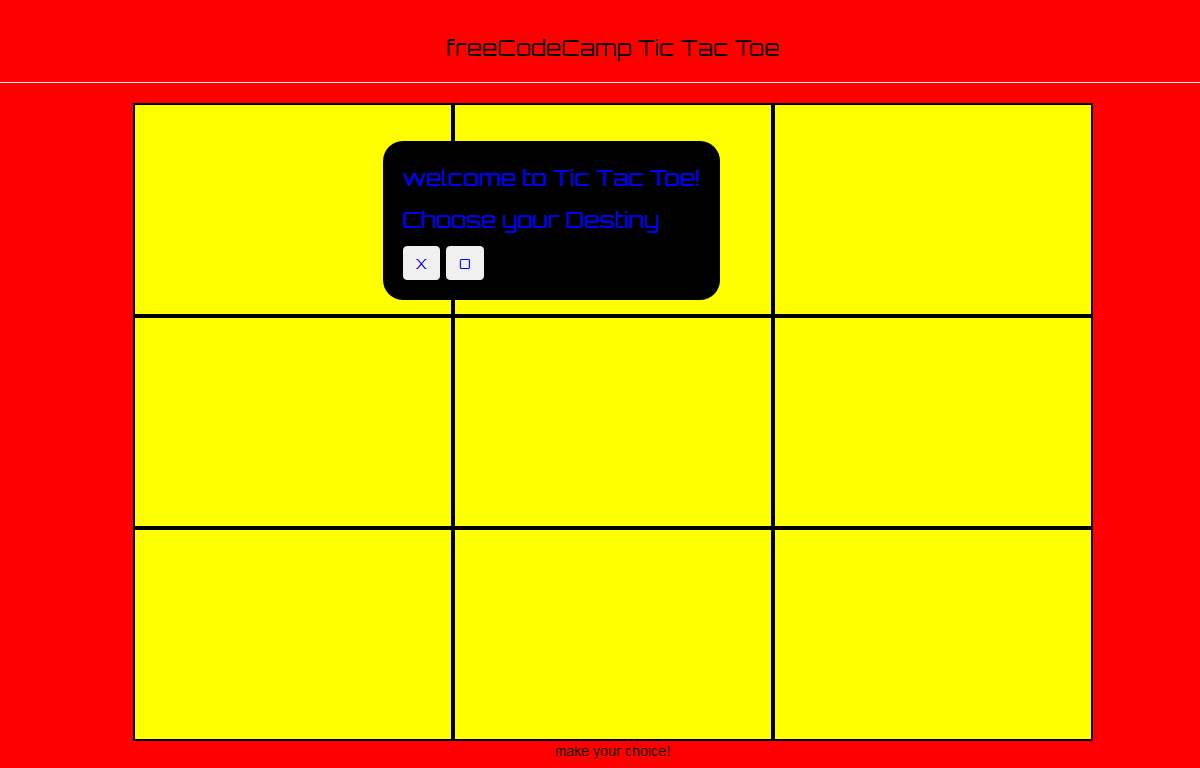 freeCodeCamp Tic Tac Toe
welcome to Tic Tac Toe!
Choose your Destiny
X O
make your choice!